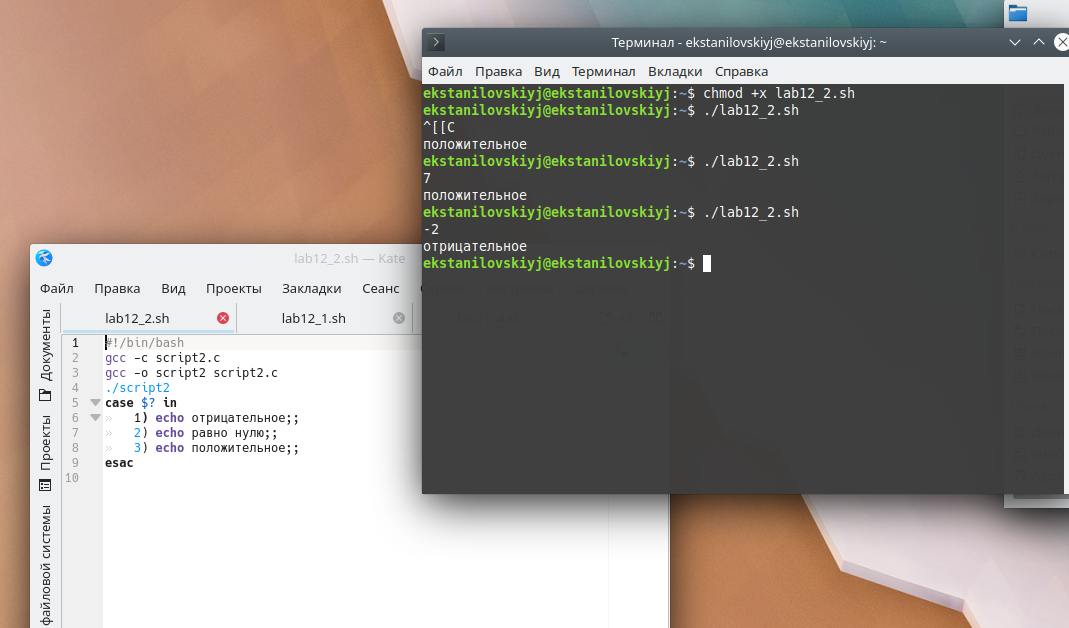 Терминал - ekstanilovskiyj@ekstanilovskiyj: ~
Файл Правка Вид Терминал Вкладки Справка
ekstanilovskiyj@ekstanilovskiyj:~$ chmod +x lab12_2.sh
ekstanilovskiyj@ekstanilovskiyj:~$ ./lab12_2.sh
^[[C
положительное
ekstanilovskiyj@ekstanilovskiyj:~$ ./lab12_2.sh
7
положительное
ekstanilovskiyj@ekstanilovskiyj:~$ ./lab12_2.sh
-2
отрицательное
ekstanilovskiyj@ekstanilovskiyj:~$
lab12_2.sh — Kate
Файл Правка Вид Проекты Закладки Сеанс
lab12_2.sh lab12_1.sh
Документы
Проекты
файловой системы
1 #!/bin/bash
2 gcc -c script2.c
3 gcc -o script2 script2.c
4 ./script2
5 case $? in
6 » 1) echo отрицательное;;
7 » 2) echo равно нулю;;
8 » 3) echo положительное;;
9 esac
10